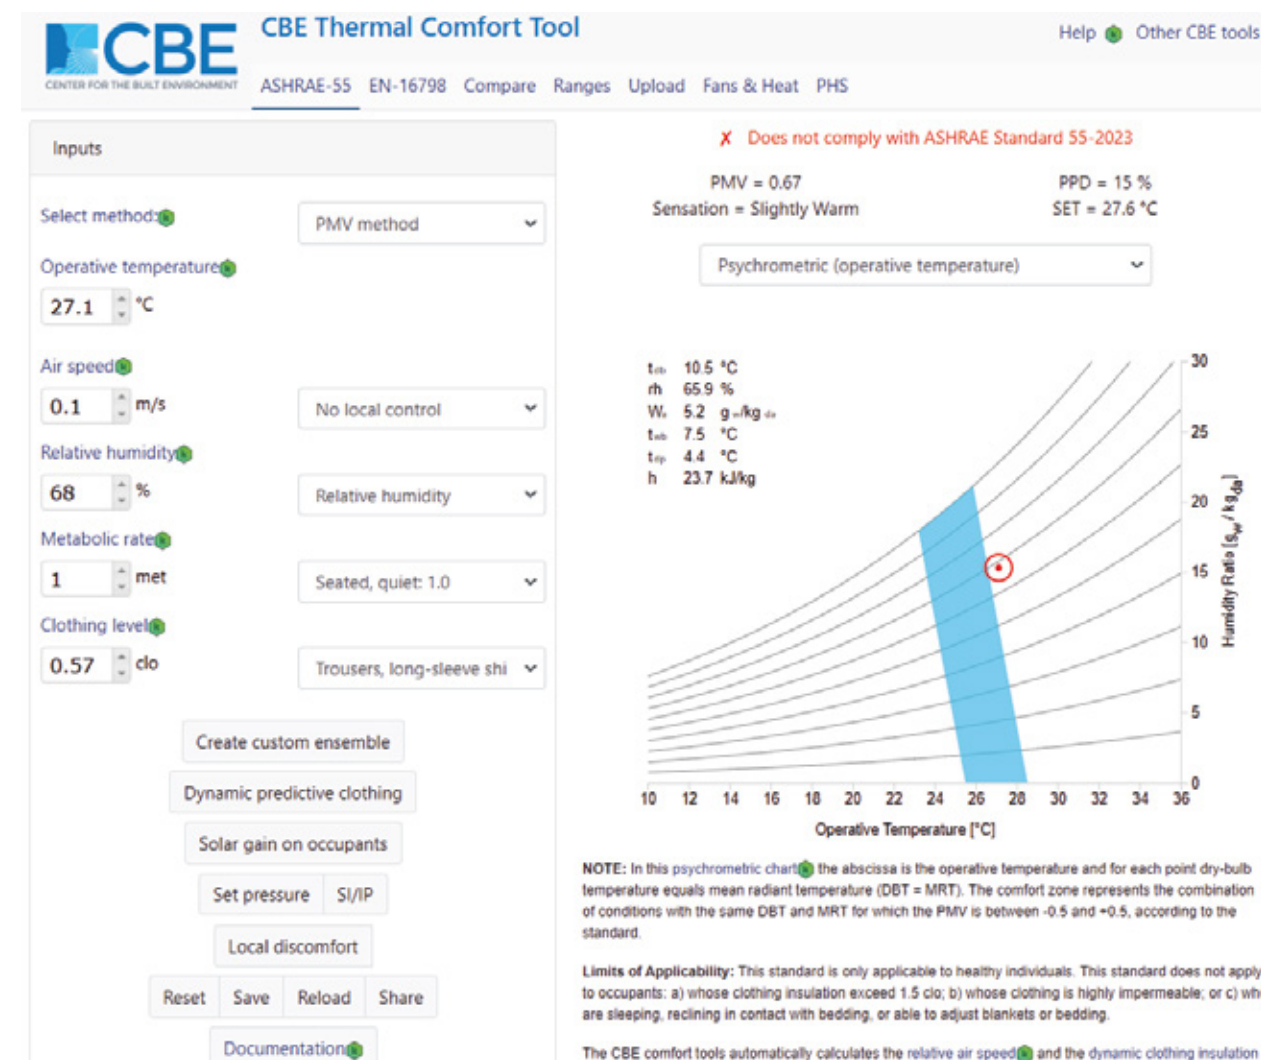 CBE
CENTER FOR THE BUILT ENVIRONMENT
CBE Thermal Comfort Tool
Help Other CBE tools
ASHRAE-55 EN-16798 Compare Ranges Upload Fans & Heat PHS
Inputs
Select method:
PMV method
Operative temperature
27.1 °C
Air speed
0.1 m/s
No local control
Relative humidity
68 %
Relative humidity
Metabolic rate
1 met
Seated, quiet: 1.0
Clothing level
0.57 clo
Trousers, long-sleeve shi
Create custom ensemble
Dynamic predictive clothing
Solar gain on occupants
Set pressure SI/IP
Local discomfort
Reset Save Reload Share
Documentation
✗ Does not comply with ASHRAE Standard 55-2023
PMV = 0.67 PPD = 15 %
Sensation = Slightly Warm SET = 27.6 °C
Psychrometric (operative temperature)
t db 10.5 °C
rh 65.9 %
W a 5.2 g w/kg da
t wb 7.5 °C
t dp 4.4 °C
h 23.7 kJ/kg
30
25
20
15
10
5
0
Humidity Ratio [g w / kg da]
10 12 14 16 18 20 22 24 26 28 30 32 34 36
Operative Temperature [°C]
NOTE: In this psychrometric chart the abscissa is the operative temperature and for each point dry-bulb
temperature equals mean radiant temperature (DBT = MRT). The comfort zone represents the combination
of conditions with the same DBT and MRT for which the PMV is between -0.5 and +0.5, according to the
standard.
Limits of Applicability: This standard is only applicable to healthy individuals. This standard does not apply
to occupants: a) whose clothing insulation exceed 1.5 clo; b) whose clothing is highly impermeable; or c) wh
are sleeping, reclining in contact with bedding, or able to adjust blankets or bedding.
The CBE comfort tools automatically calculates the relative air speed and the dynamic clothing insulation